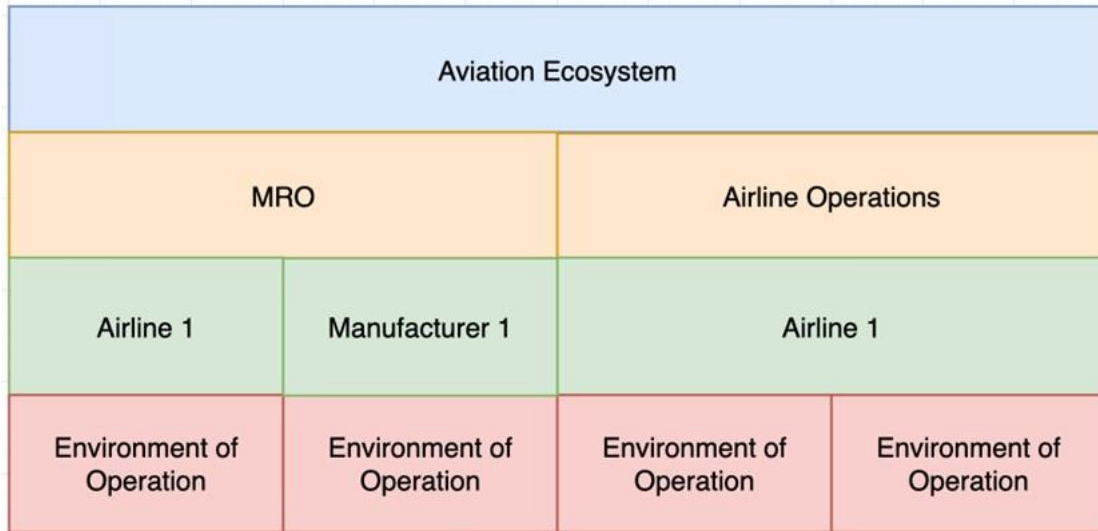 Aviation Ecosystem
MRO
Airline Operations
Airline 1
Manufacturer 1
Airline 1
Environment of
Operation
Environment of
Operation
Environment of
Operation
Environment of
Operation